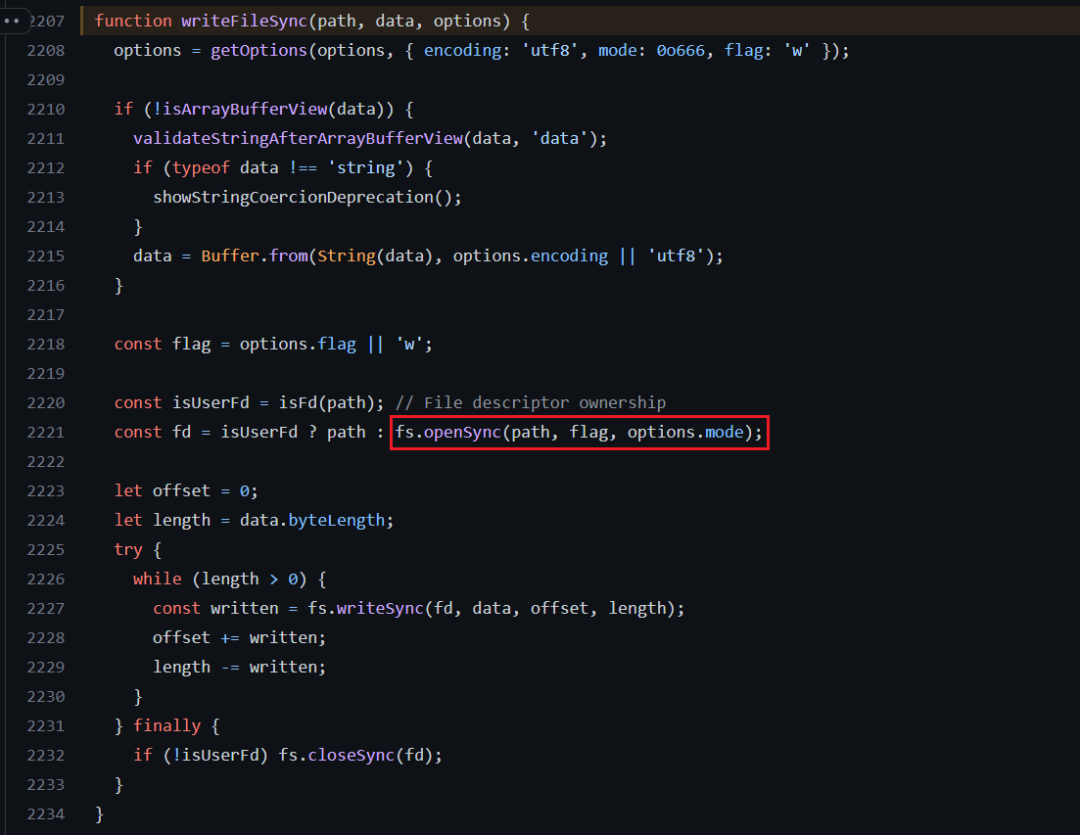 2207 function writeFileSync(path, data, options) {
2208   options = getOptions(options, { encoding: 'utf8', mode: 0o666, flag: 'w' });
2209
2210   if (!isArrayBufferView(data)) {
2211     validateStringAfterArrayBufferView(data, 'data');
2212     if (typeof data !== 'string') {
2213       showStringCoercionDeprecation();
2214     }
2215     data = Buffer.from(String(data), options.encoding || 'utf8');
2216   }
2217
2218   const flag = options.flag || 'w';
2219
2220   const isUserFd = isFd(path); // File descriptor ownership
2221   const fd = isUserFd ? path : fs.openSync(path, flag, options.mode);
2222
2223   let offset = 0;
2224   let length = data.byteLength;
2225   try {
2226     while (length > 0) {
2227       const written = fs.writeSync(fd, data, offset, length);
2228       offset += written;
2229       length -= written;
2230     }
2231   } finally {
2232     if (!isUserFd) fs.closeSync(fd);
2233   }
2234 }